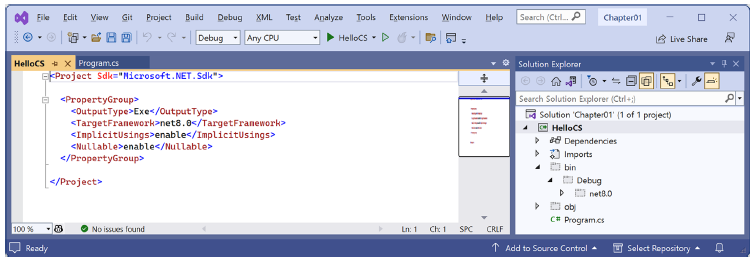 File Edit View Git Project Build Debug XML Test Analyze Tools Extensions Window Help Search (Ctrl... Chapter01
Debug Any CPU HelloCS Live Share
HelloCS Program.cs
<Project Sdk="Microsoft.NET.Sdk">
<PropertyGroup>
<OutputType>Exe</OutputType>
<TargetFramework>net8.0</TargetFramework>
<ImplicitUsings>enable</ImplicitUsings>
<Nullable>enable</Nullable>
</PropertyGroup>
</Project>
100 % No issues found Ln: 1 Ch: 1 SPC CRLF
Solution Explorer
Search Solution Explorer (Ctrl+;)
Solution 'Chapter01' (1 of 1 project)
HelloCS
Dependencies
Imports
bin
Debug
net8.0
obj
C# Program.cs
Ready Add to Source Control Select Repository